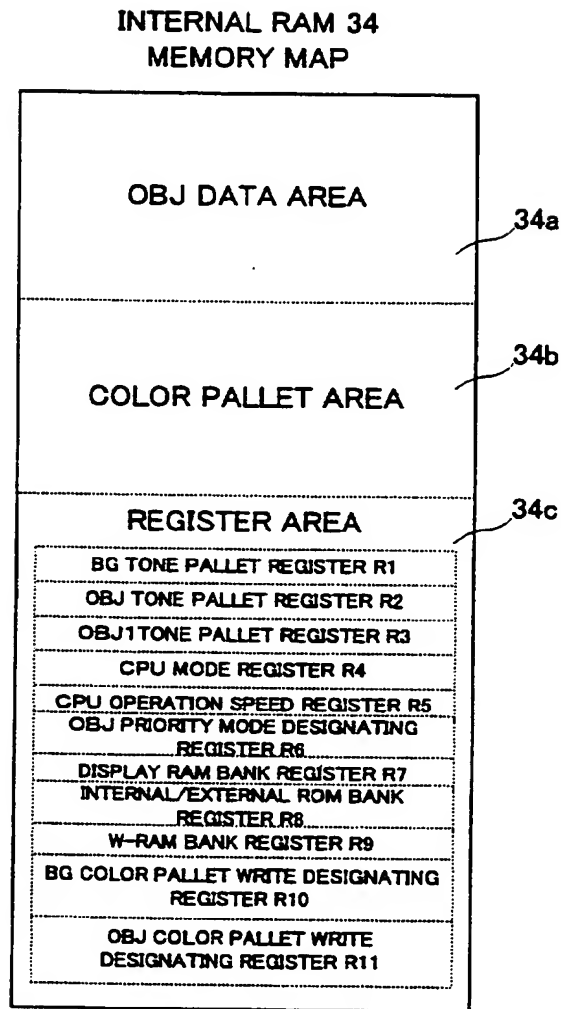 INTERNAL RAM 34
MEMORY MAP
OBJ DATA AREA
34a
34b
COLOR PALLET AREA
34c
REGISTER AREA
BG TONE PALLET REGISTER R1
OBJ TONE PALLET REGISTER R2
OBJ1TONE PALLET REGISTER R3
CPU MODE REGISTER R4
CPU OPERATION SPEED REGISTER R5
OBJ PRIORITY MODE DESIGNATING
REGISTER R6
DISPLAY RAM BANK REGISTER R7
INTERNAL/EXTERNAL ROM BANK
REGISTER R8
W-RAM BANK REGISTER R9
BG COLOR PALLET WRITE DESIGNATING
REGISTER R10
OBJ COLOR PALLET WRITE
DESIGNATING REGISTER R11